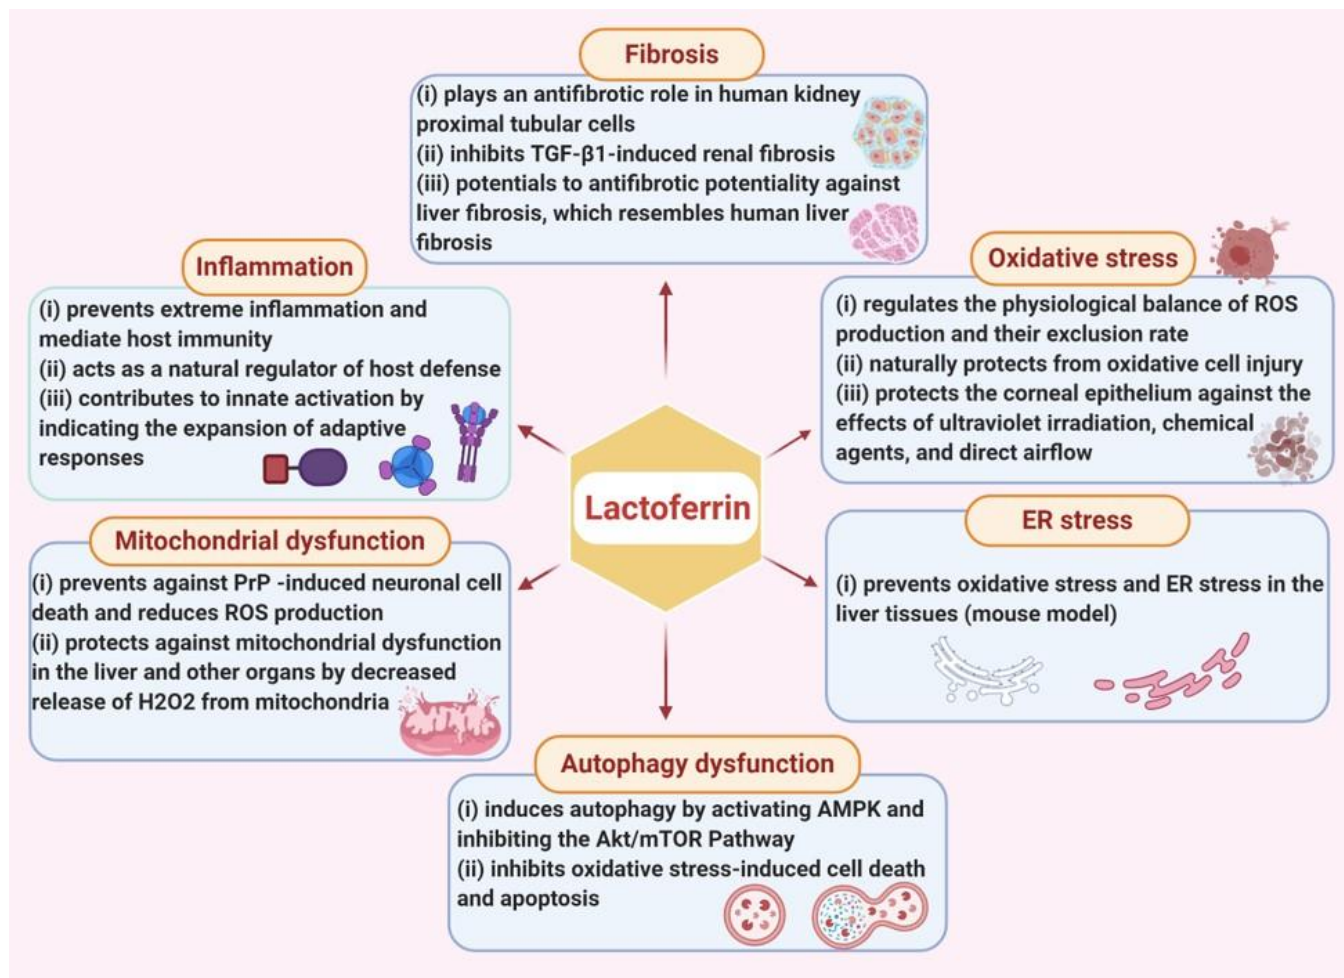 Fibrosis
(i) plays an antifibrotic role in human kidney
proximal tubular cells
(ii) inhibits TGF-β1-induced renal fibrosis
(iii) potentials to antifibrotic potentiality against
liver fibrosis, which resembles human liver
fibrosis
Inflammation
(i) prevents extreme inflammation and
mediate host immunity
(ii) acts as a natural regulator of host defense
(iii) contributes to innate activation by
indicating the expansion of adaptive
responses
Oxidative stress
(i) regulates the physiological balance of ROS
production and their exclusion rate
(ii) naturally protects from oxidative cell injury
(iii) protects the corneal epithelium against the
effects of ultraviolet irradiation, chemical
agents, and direct airflow
Lactoferrin
Mitochondrial dysfunction
(i) prevents against PrP -induced neuronal cell
death and reduces ROS production
(ii) protects against mitochondrial dysfunction
in the liver and other organs by decreased
release of H2O2 from mitochondria
ER stress
(i) prevents oxidative stress and ER stress in the
liver tissues (mouse model)
Autophagy dysfunction
(i) induces autophagy by activating AMPK and
inhibiting the Akt/mTOR Pathway
(ii) inhibits oxidative stress-induced cell death
and apoptosis